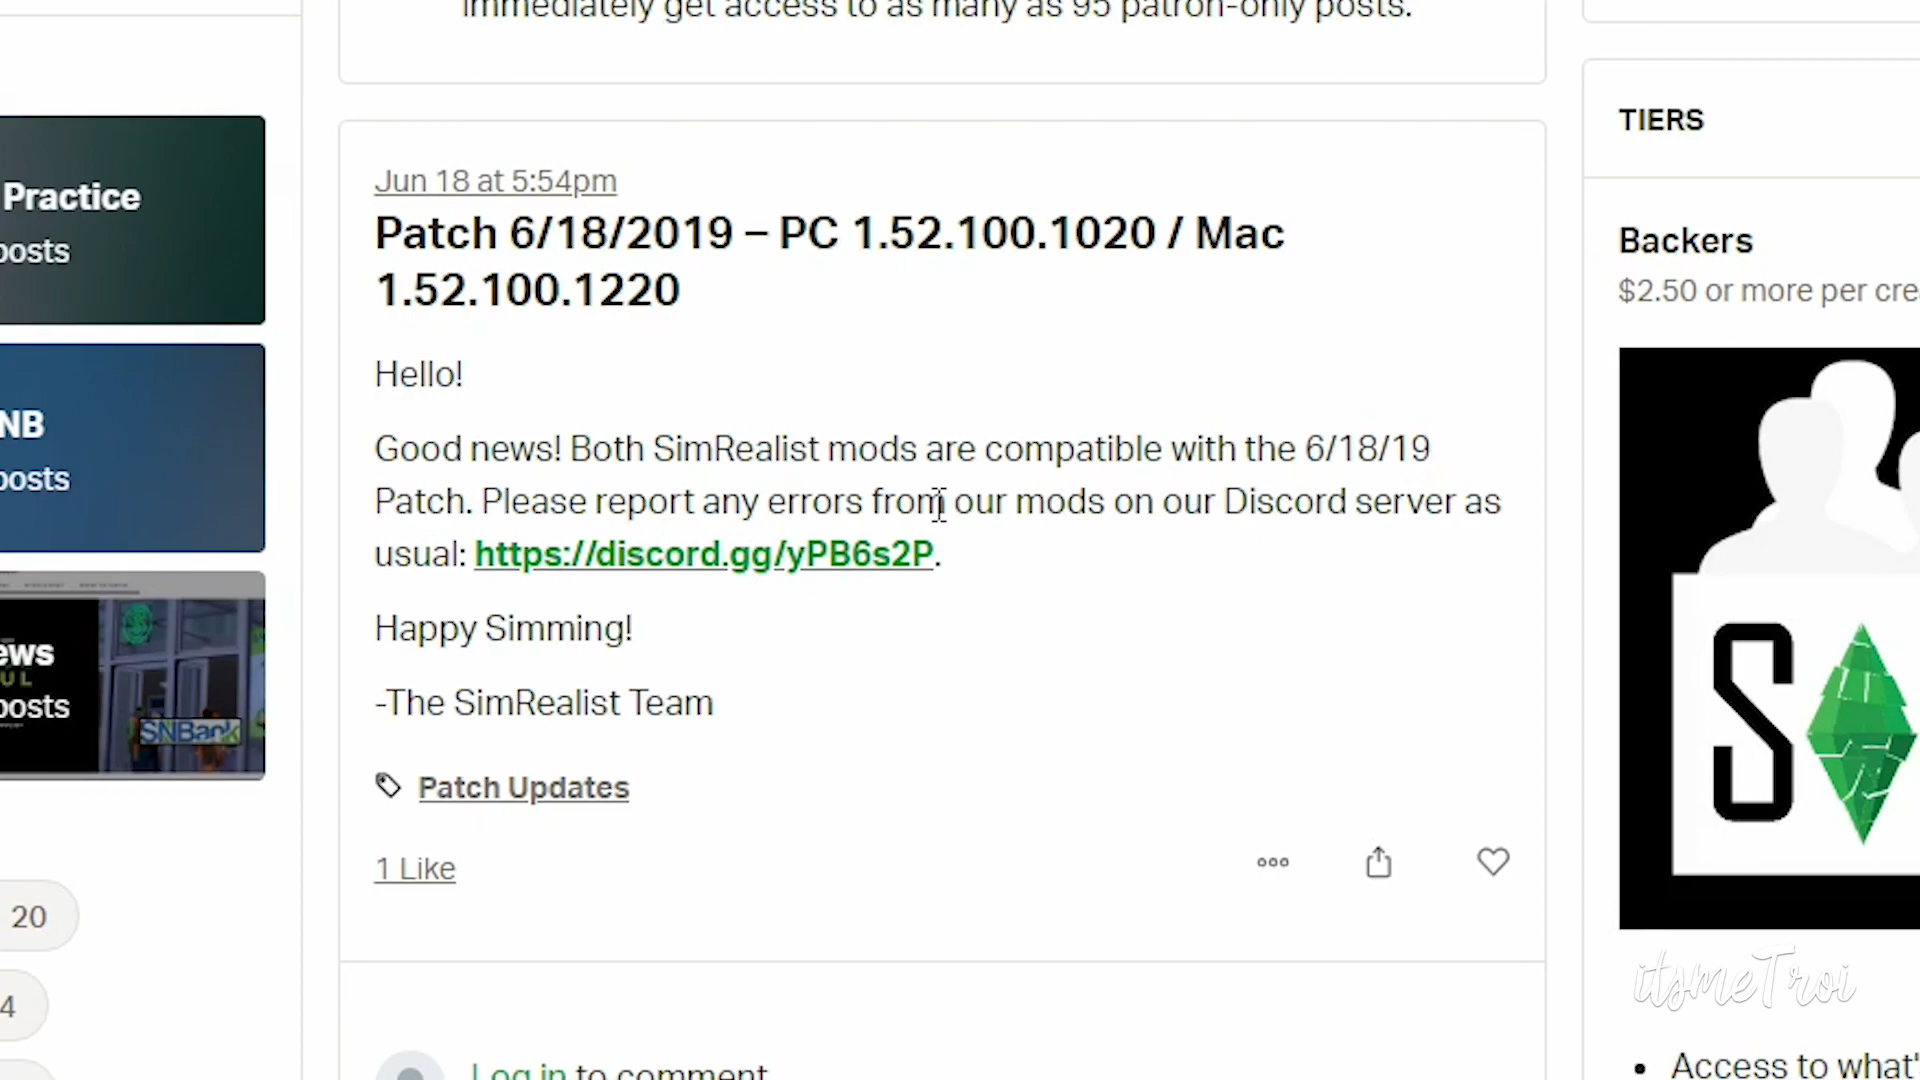 immediately get access to as many as 95 patron-only posts.
Practice
posts
NB
posts
ews
UL
posts
SNBank
20
4
Jun 18 at 5:54pm
Patch 6/18/2019 – PC 1.52.100.1020 / Mac
1.52.100.1220
Hello!
Good news! Both SimRealist mods are compatible with the 6/18/19
Patch. Please report any errors from our mods on our Discord server as
usual: https://discord.gg/yPB6s2P.
Happy Simming!
-The SimRealist Team
Patch Updates
1 Like
Log in to comment
TIERS
Backers
$2.50 or more per cre
S
itsmeTroi
• Access to what'